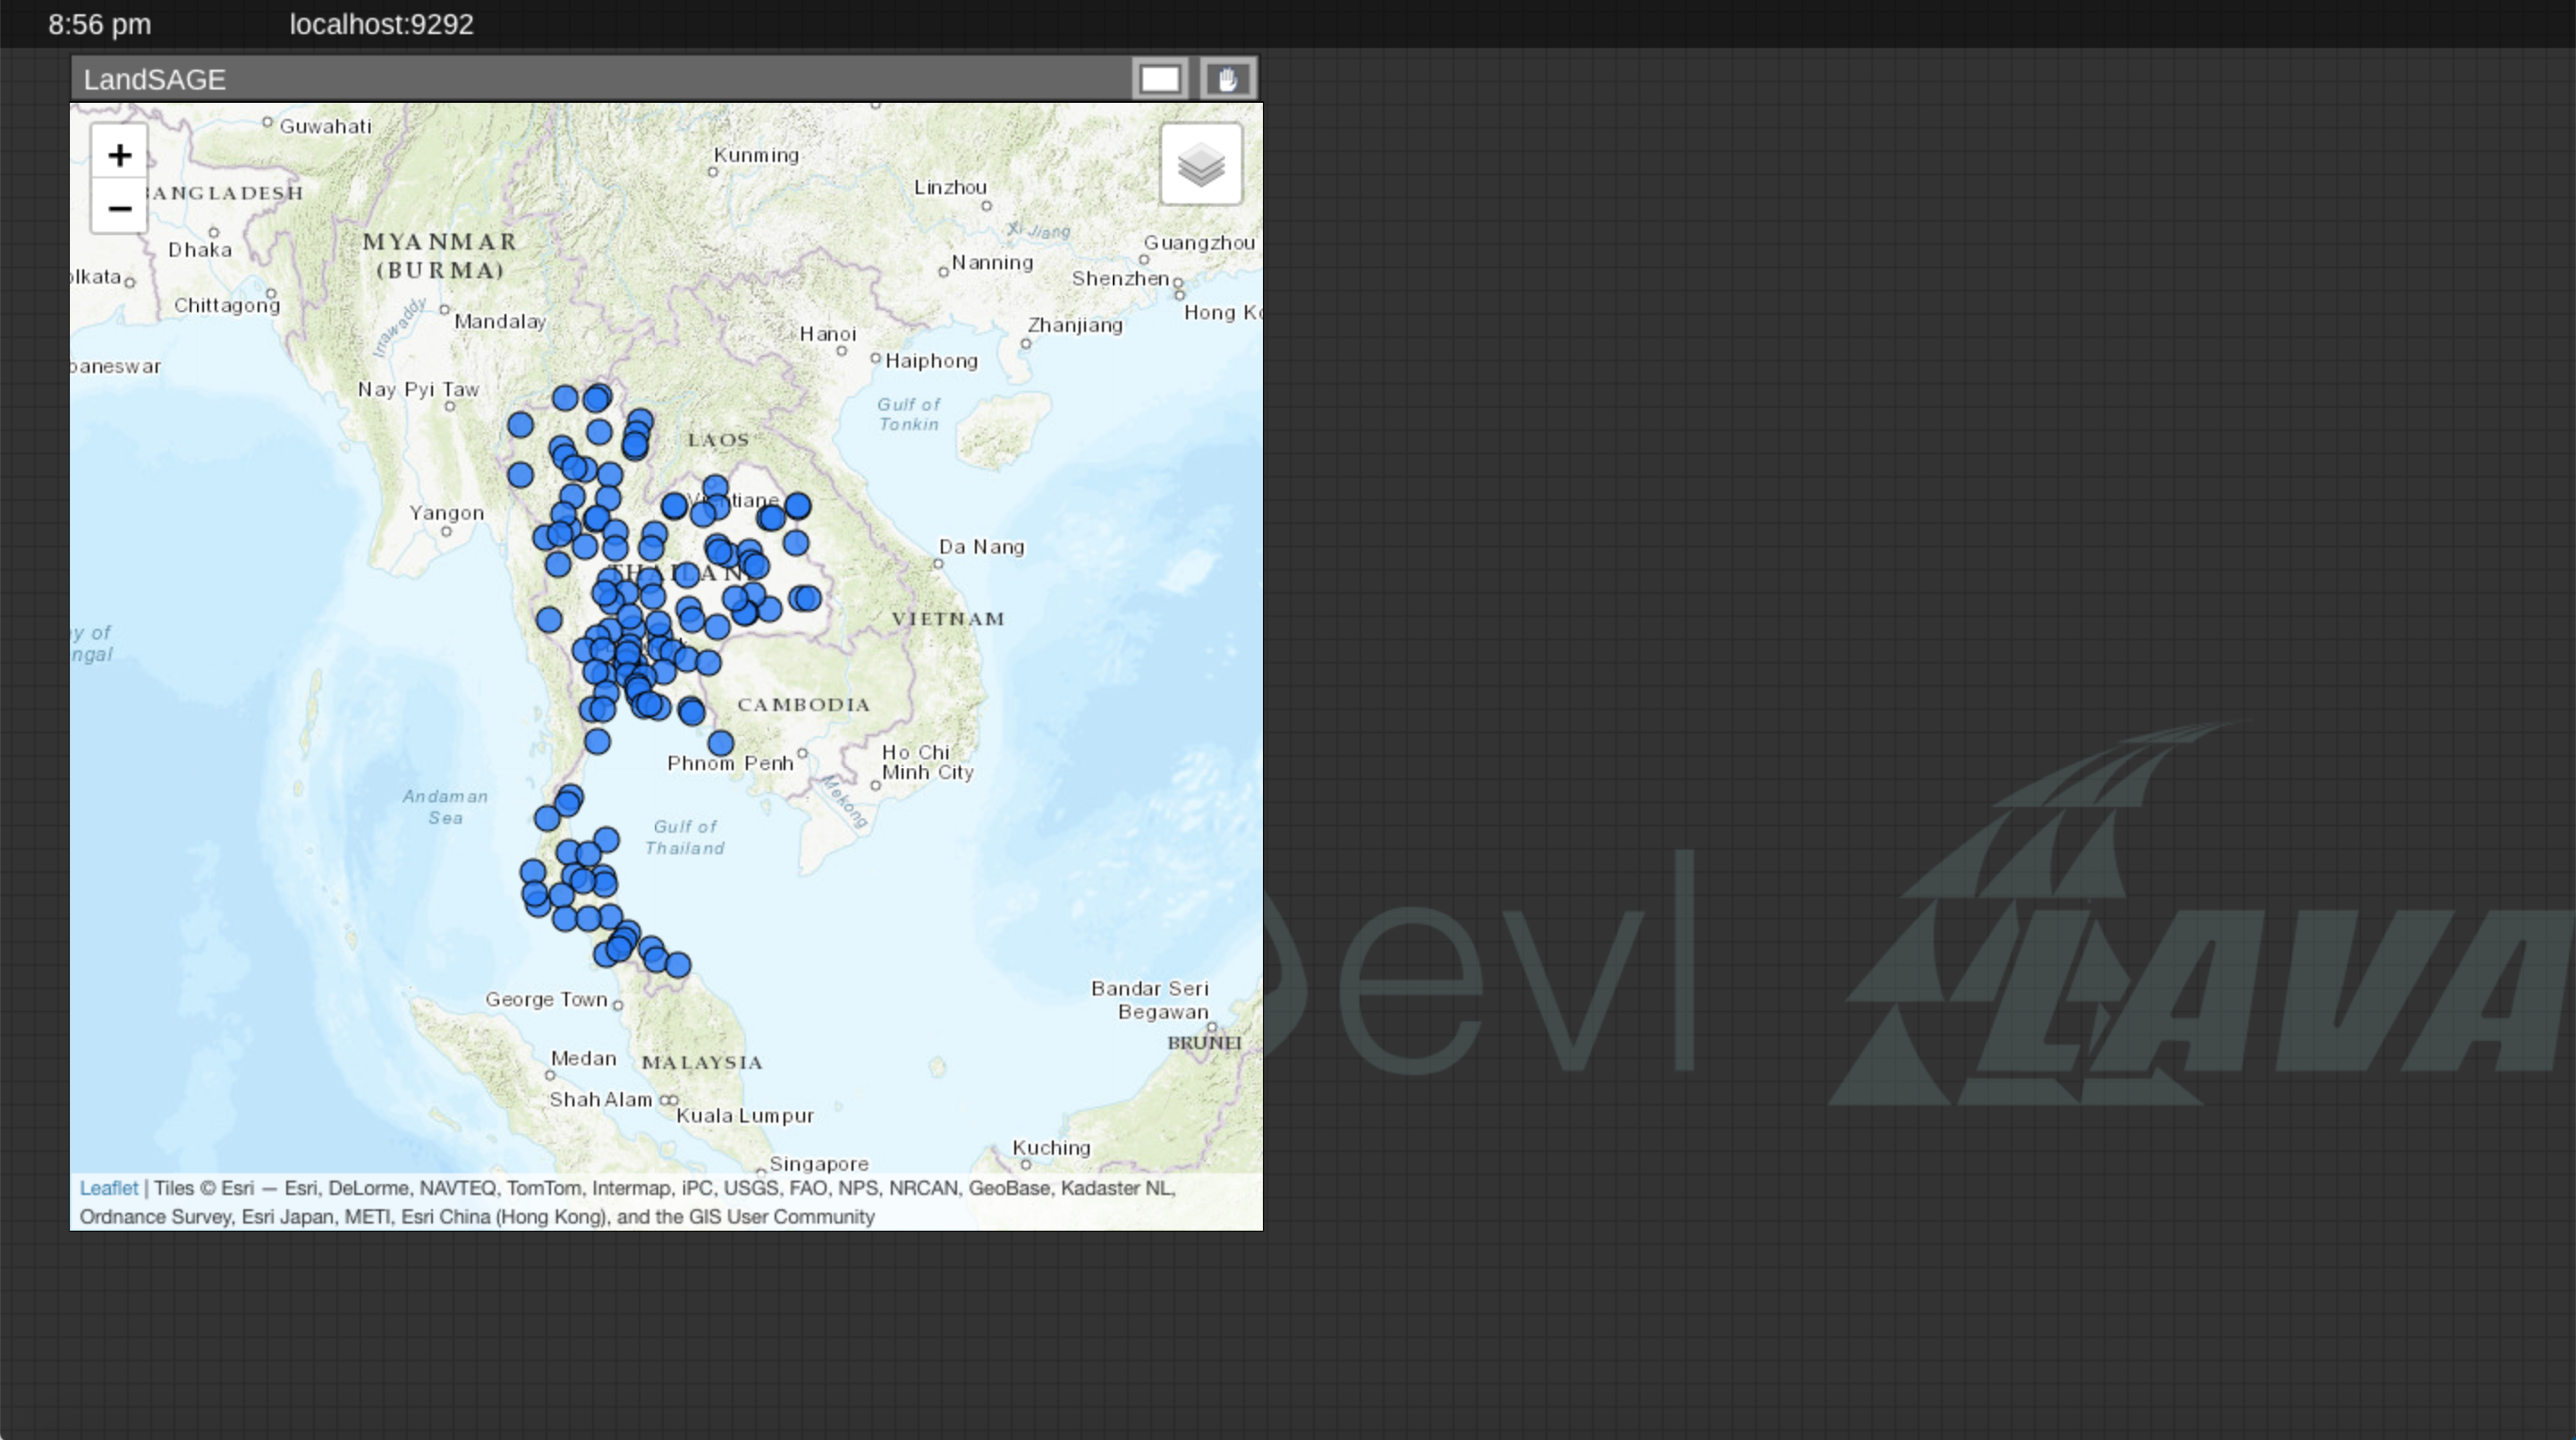 8:56 pm
localhost:9292
LandSAGE
+
−
Guwahati
Kunming
Linzhou
ANGLADESH
Xi Jiang
Guangzhou
Dhaka
MYANMAR
(BURMA)
Nanning
Shenzhen
olkata
Chittagong
Irrawaddy
Mandalay
Hong Ko
Zhanjiang
Hanoi
Haiphong
baneswar
Nay Pyi Taw
Gulf of
Tonkin
LAOS
Yangon
Da Nang
VIETNAM
y of
ngal
CAMBODIA
Ho Chi
Minh City
Phnom Penh
Mekong
Andaman
Sea
Gulf of
Thailand
evl
LAVA
George Town
Bandar Seri
Begawan
BRUNEI
Medan
MALAYSIA
Shah Alam
Kuala Lumpur
Kuching
Singapore
Leaflet | Tiles © Esri — Esri, DeLorme, NAVTEQ, TomTom, Intermap, iPC, USGS, FAO, NPS, NRCAN, GeoBase, Kadaster NL,
Ordnance Survey, Esri Japan, METI, Esri China (Hong Kong), and the GIS User Community